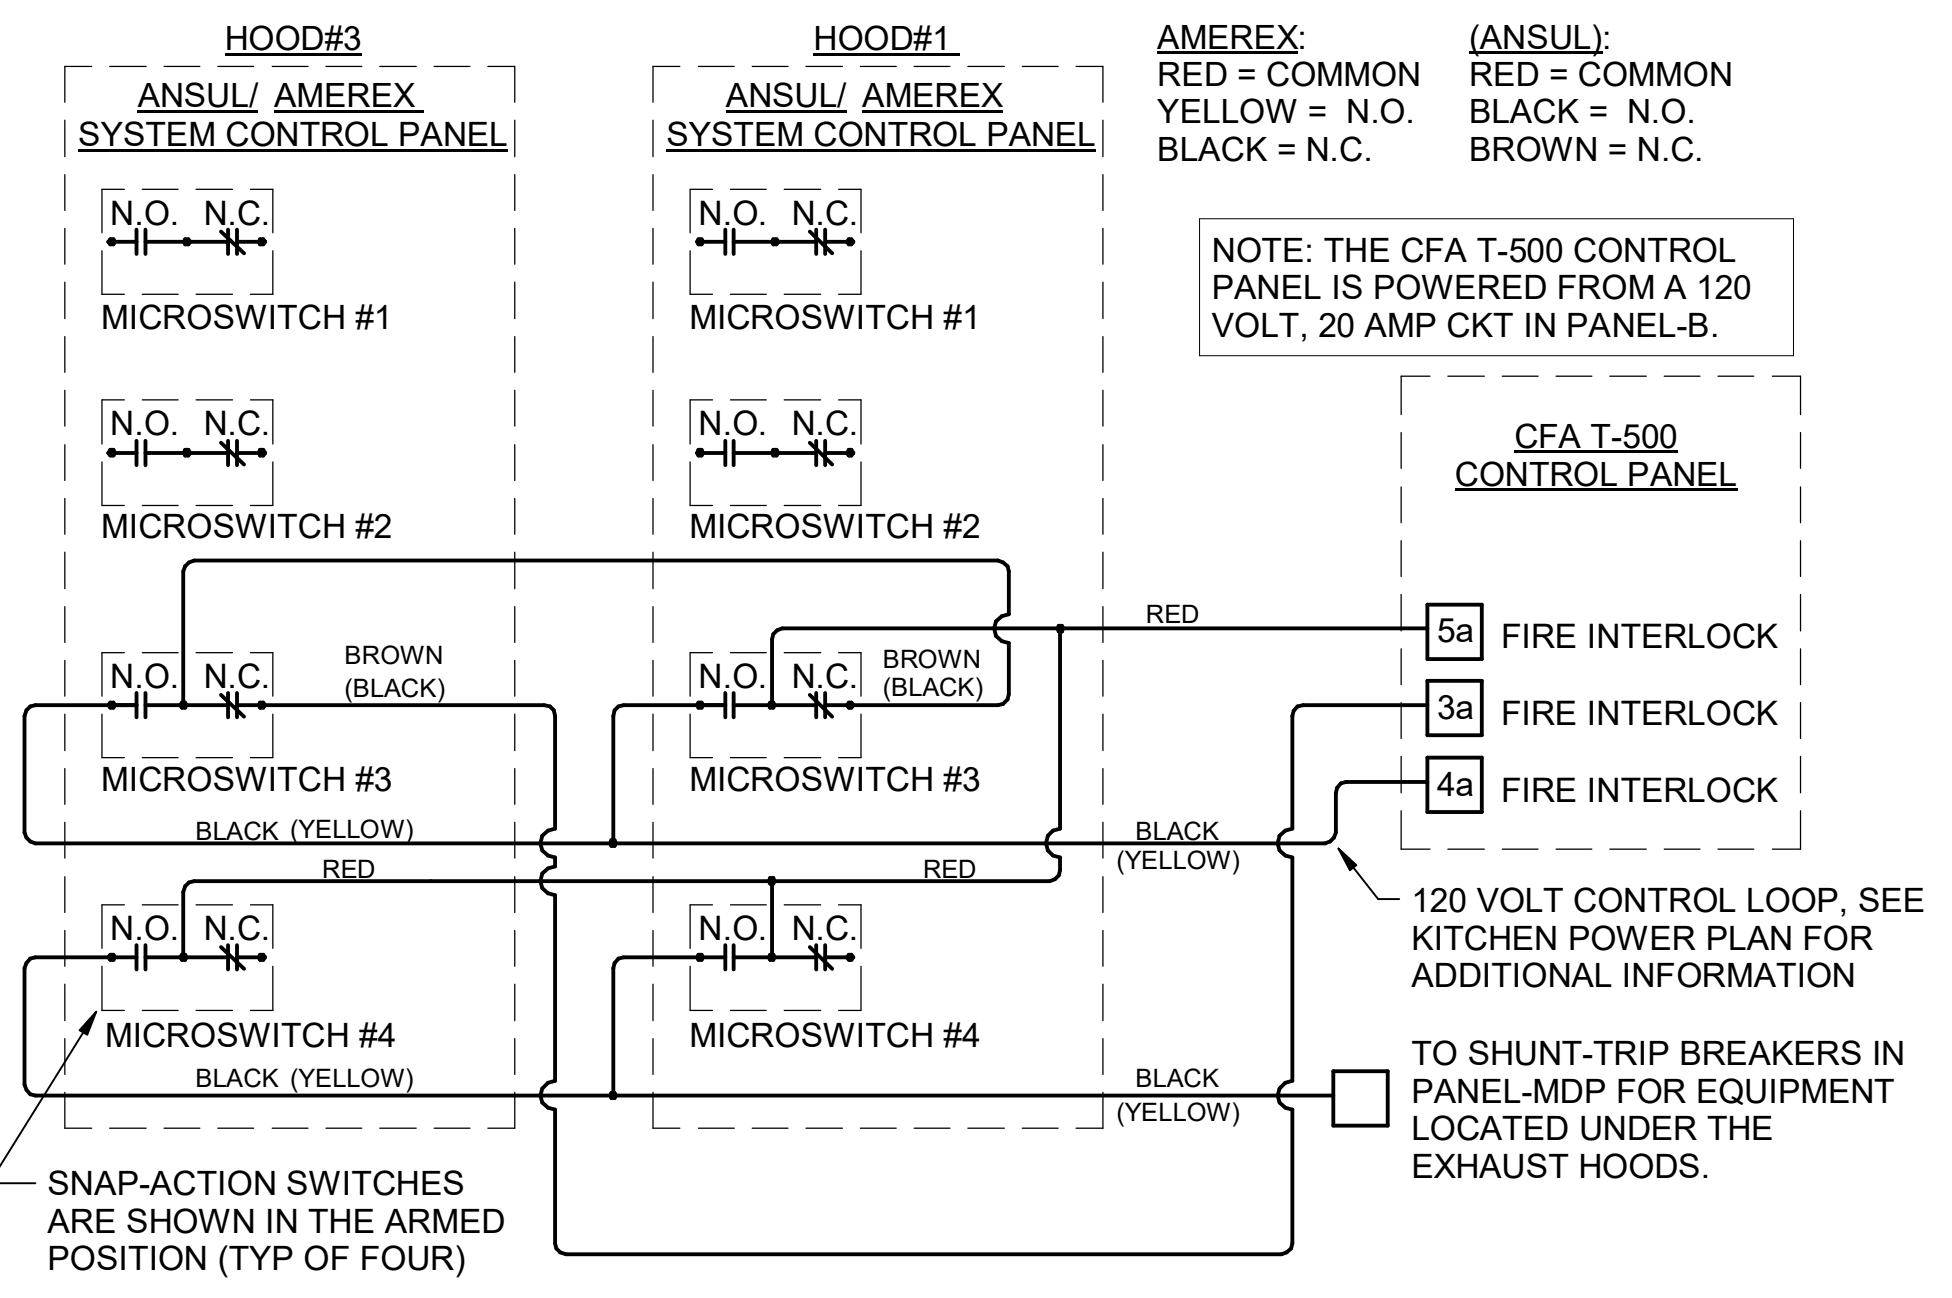 HOOD#3
ANSUL/ AMEREX
SYSTEM CONTROL PANEL
N.O. N.C.
MICROSWITCH #1
N.O. N.C.
MICROSWITCH #2
N.O. N.C.
BROWN
(BLACK)
MICROSWITCH #3
BLACK (YELLOW)
RED
N.O. N.C.
MICROSWITCH #4
BLACK (YELLOW)
SNAP-ACTION SWITCHES
ARE SHOWN IN THE ARMED
POSITION (TYP OF FOUR)
HOOD#1
ANSUL/ AMEREX
SYSTEM CONTROL PANEL
N.O. N.C.
MICROSWITCH #1
N.O. N.C.
MICROSWITCH #2
N.O. N.C.
BROWN
(BLACK)
MICROSWITCH #3
RED
N.O. N.C.
MICROSWITCH #4
AMEREX:
RED = COMMON
YELLOW = N.O.
BLACK = N.C.
(ANSUL):
RED = COMMON
BLACK = N.O.
BROWN = N.C.
NOTE: THE CFA T-500 CONTROL
PANEL IS POWERED FROM A 120
VOLT, 20 AMP CKT IN PANEL-B.
CFA T-500
CONTROL PANEL
RED
5a FIRE INTERLOCK
3a FIRE INTERLOCK
4a FIRE INTERLOCK
BLACK
(YELLOW)
120 VOLT CONTROL LOOP, SEE
KITCHEN POWER PLAN FOR
ADDITIONAL INFORMATION
BLACK
(YELLOW)
TO SHUNT-TRIP BREAKERS IN
PANEL-MDP FOR EQUIPMENT
LOCATED UNDER THE
EXHAUST HOODS.